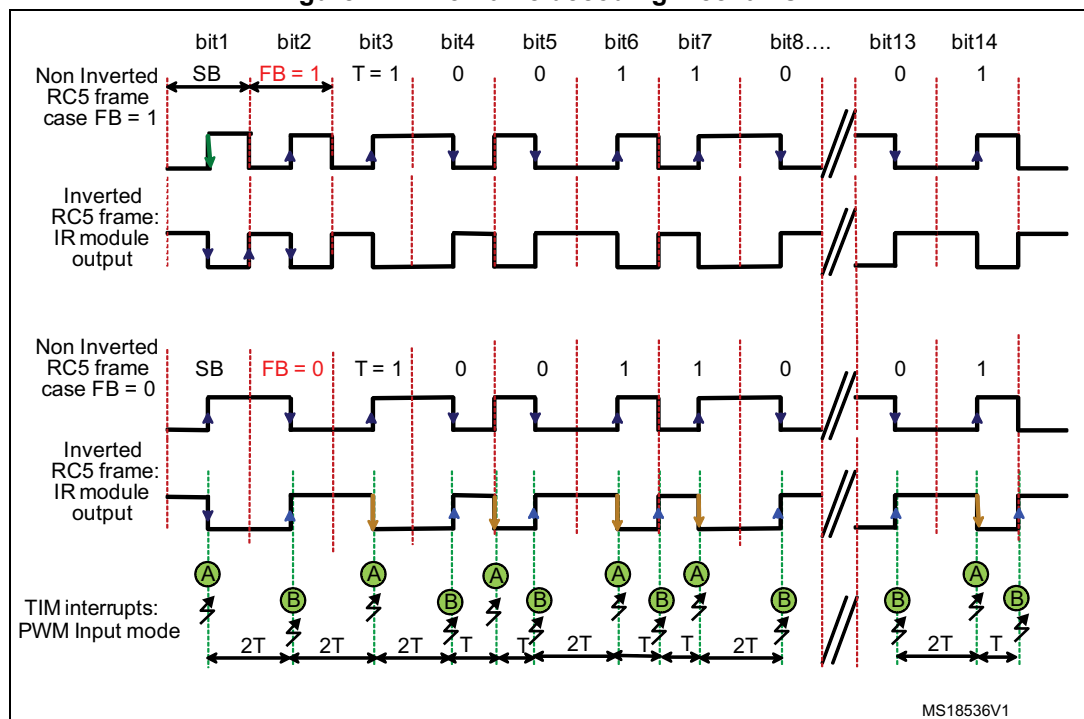 bit1 bit2 bit3 bit4 bit5 bit6 bit7 bit8.... bit13 bit14
Non Inverted
RC5 frame
case FB = 1
SB FB = 1 T = 1 0 0 1 1 0 0 1
Inverted
RC5 frame:
IR module
output
Non Inverted
RC5 frame
case FB = 0
SB FB = 0 T = 1 0 0 1 1 0 0 1
Inverted
RC5 frame:
IR module
output
A A A A A A
B B B B B B B
TIM interrupts:
PWM Input mode
2T 2T 2T T T 2T T T 2T 2T T
MS18536V1